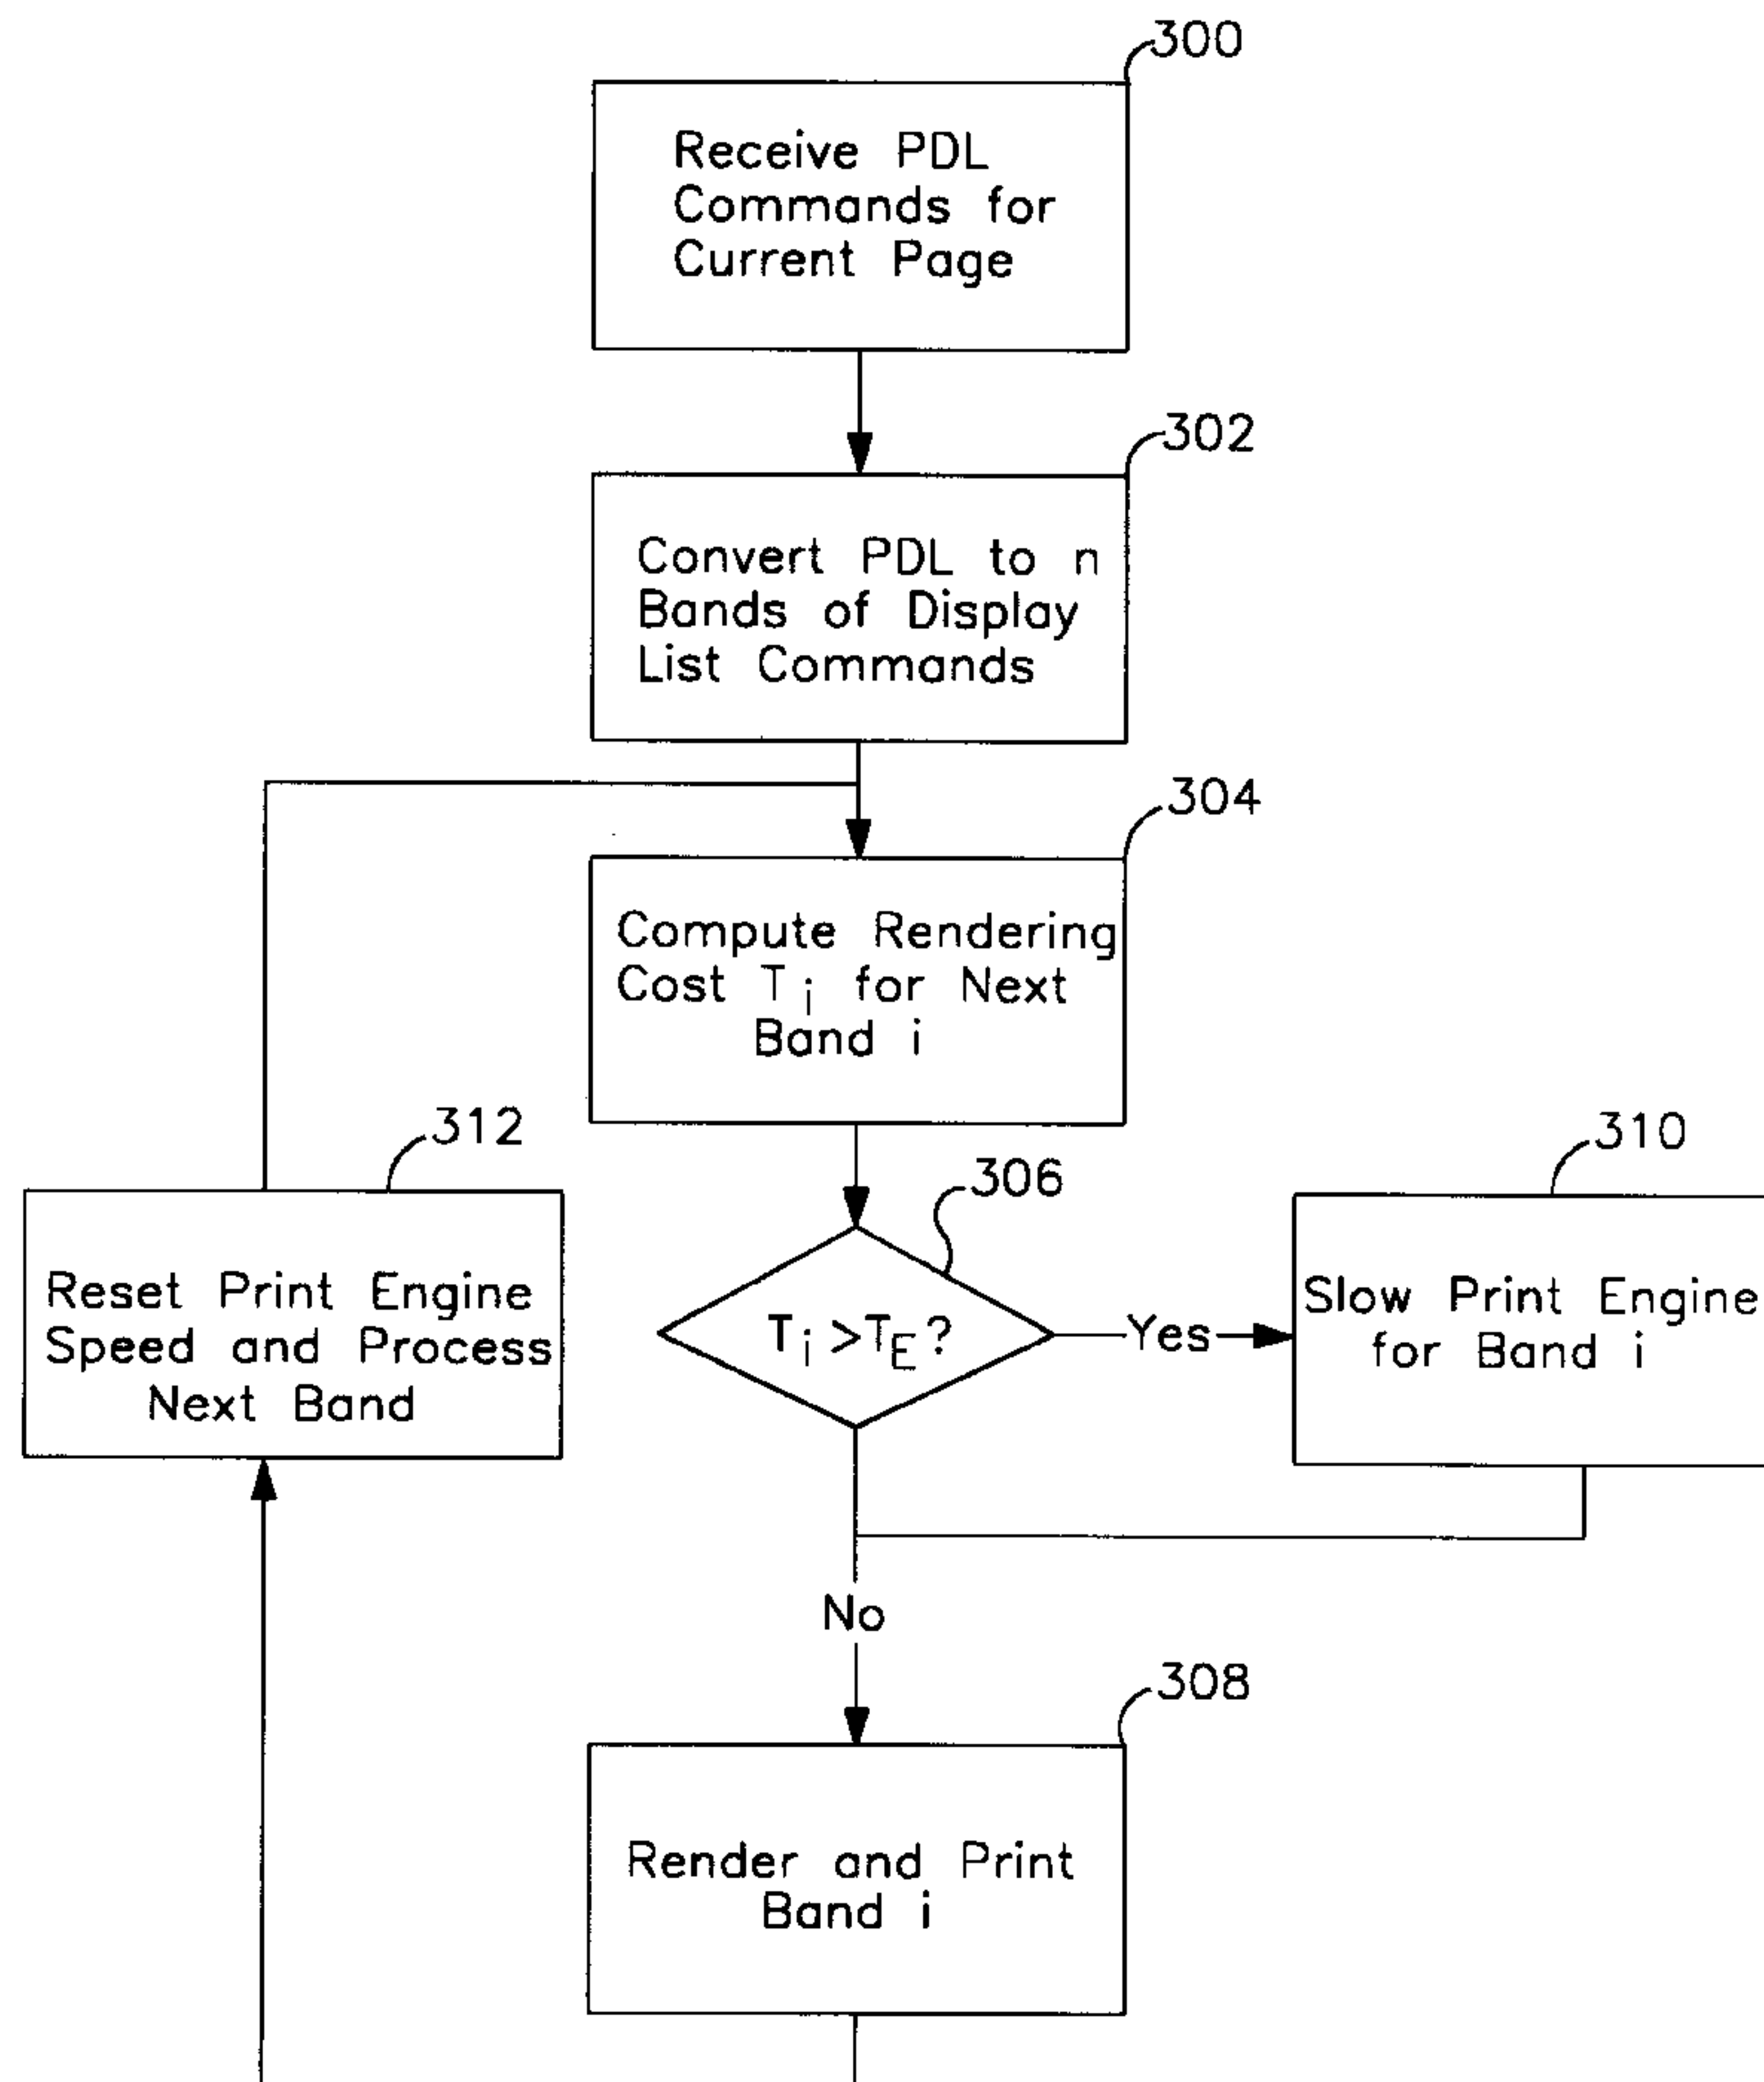 300
Receive PDL
Commands for
Current Page
302
Convert PDL to n
Bands of Display
List Commands
304
Compute Rendering
Cost Ti for Next
Band i
312
Reset Print Engine
Speed and Process
Next Band
306
Ti >TE?
Yes
310
Slow Print Engine
for Band i
No
308
Render and Print
Band i